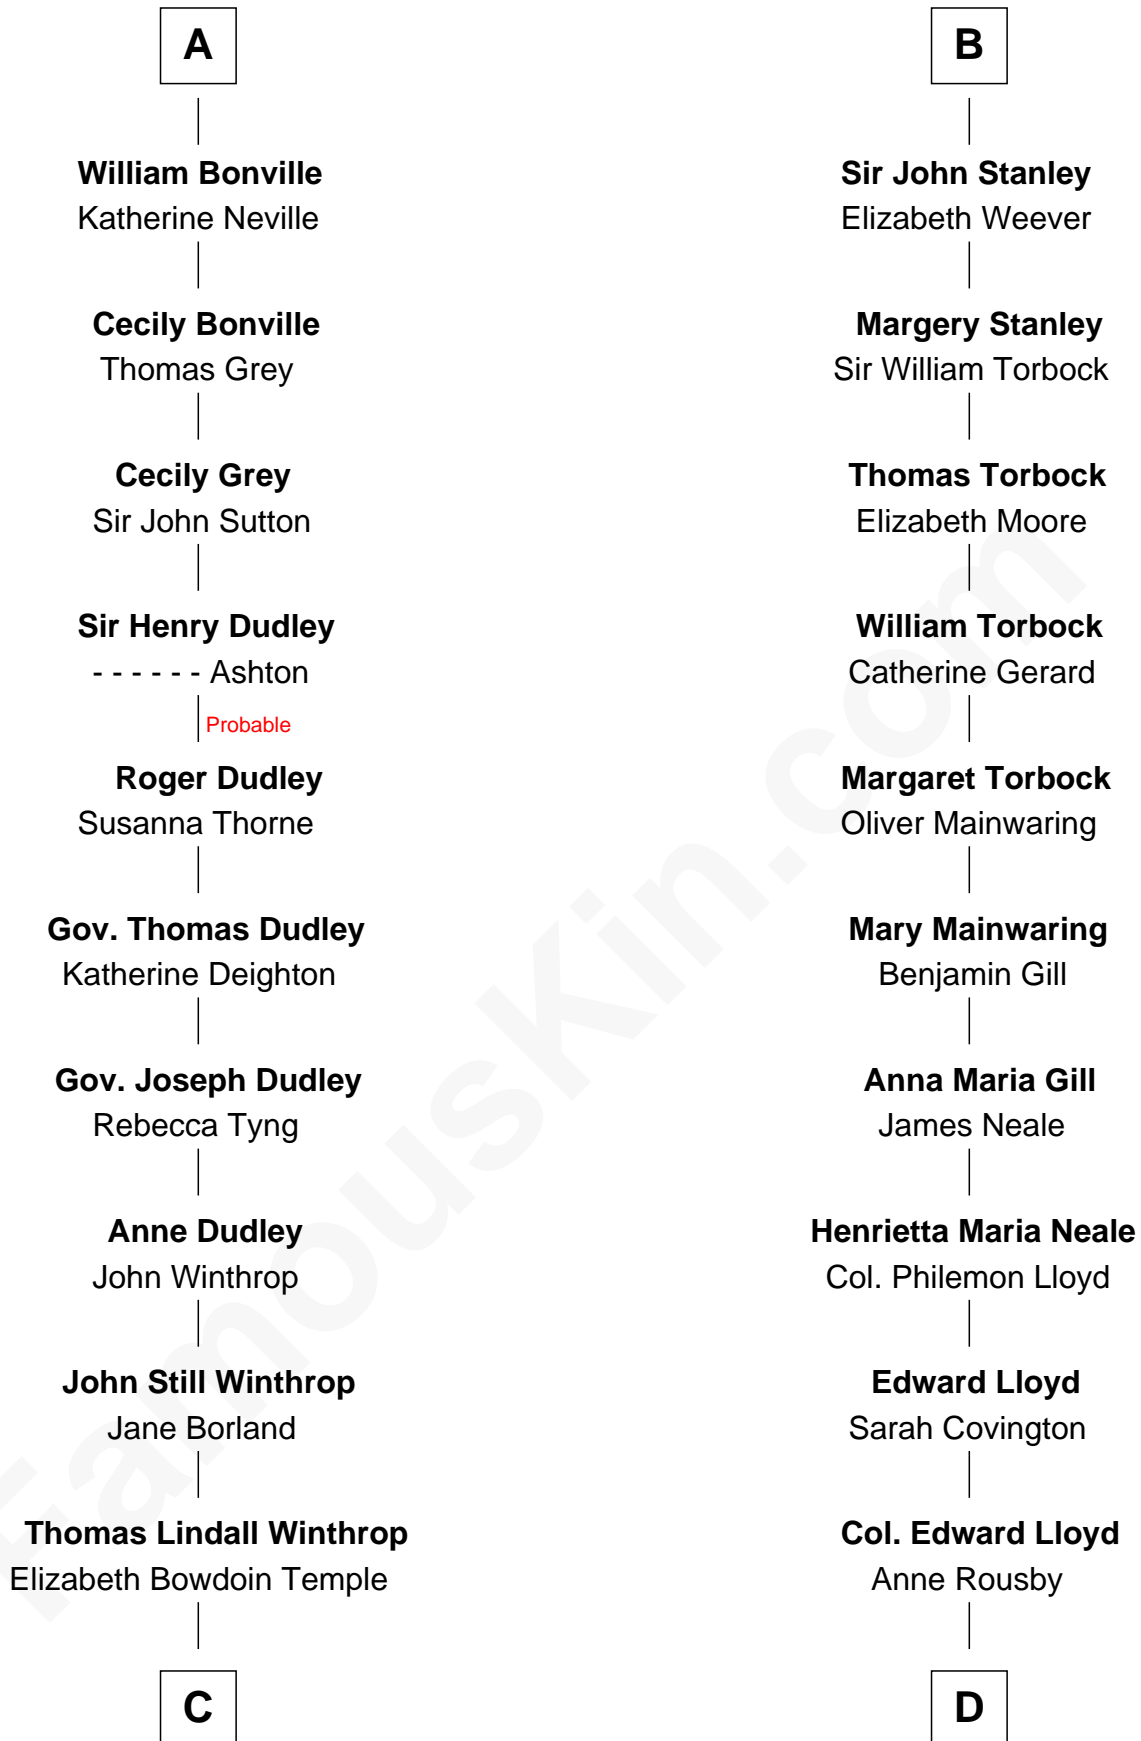 A
William Bonville
Katherine Neville
Cecily Bonville
Thomas Grey
Cecily Grey
Sir John Sutton
Sir Henry Dudley
- - - - - - Ashton
Probable
Roger Dudley
Susanna Thorne
Gov. Thomas Dudley
Katherine Deighton
Gov. Joseph Dudley
Rebecca Tyng
Anne Dudley
John Winthrop
John Still Winthrop
Jane Borland
Thomas Lindall Winthrop
Elizabeth Bowdoin Temple
C
B
Sir John Stanley
Elizabeth Weever
Margery Stanley
Sir William Torbock
Thomas Torbock
Elizabeth Moore
William Torbock
Catherine Gerard
Margaret Torbock
Oliver Mainwaring
Mary Mainwaring
Benjamin Gill
Anna Maria Gill
James Neale
Henrietta Maria Neale
Col. Philemon Lloyd
Edward Lloyd
Sarah Covington
Col. Edward Lloyd
Anne Rousby
D
FamousKin.com